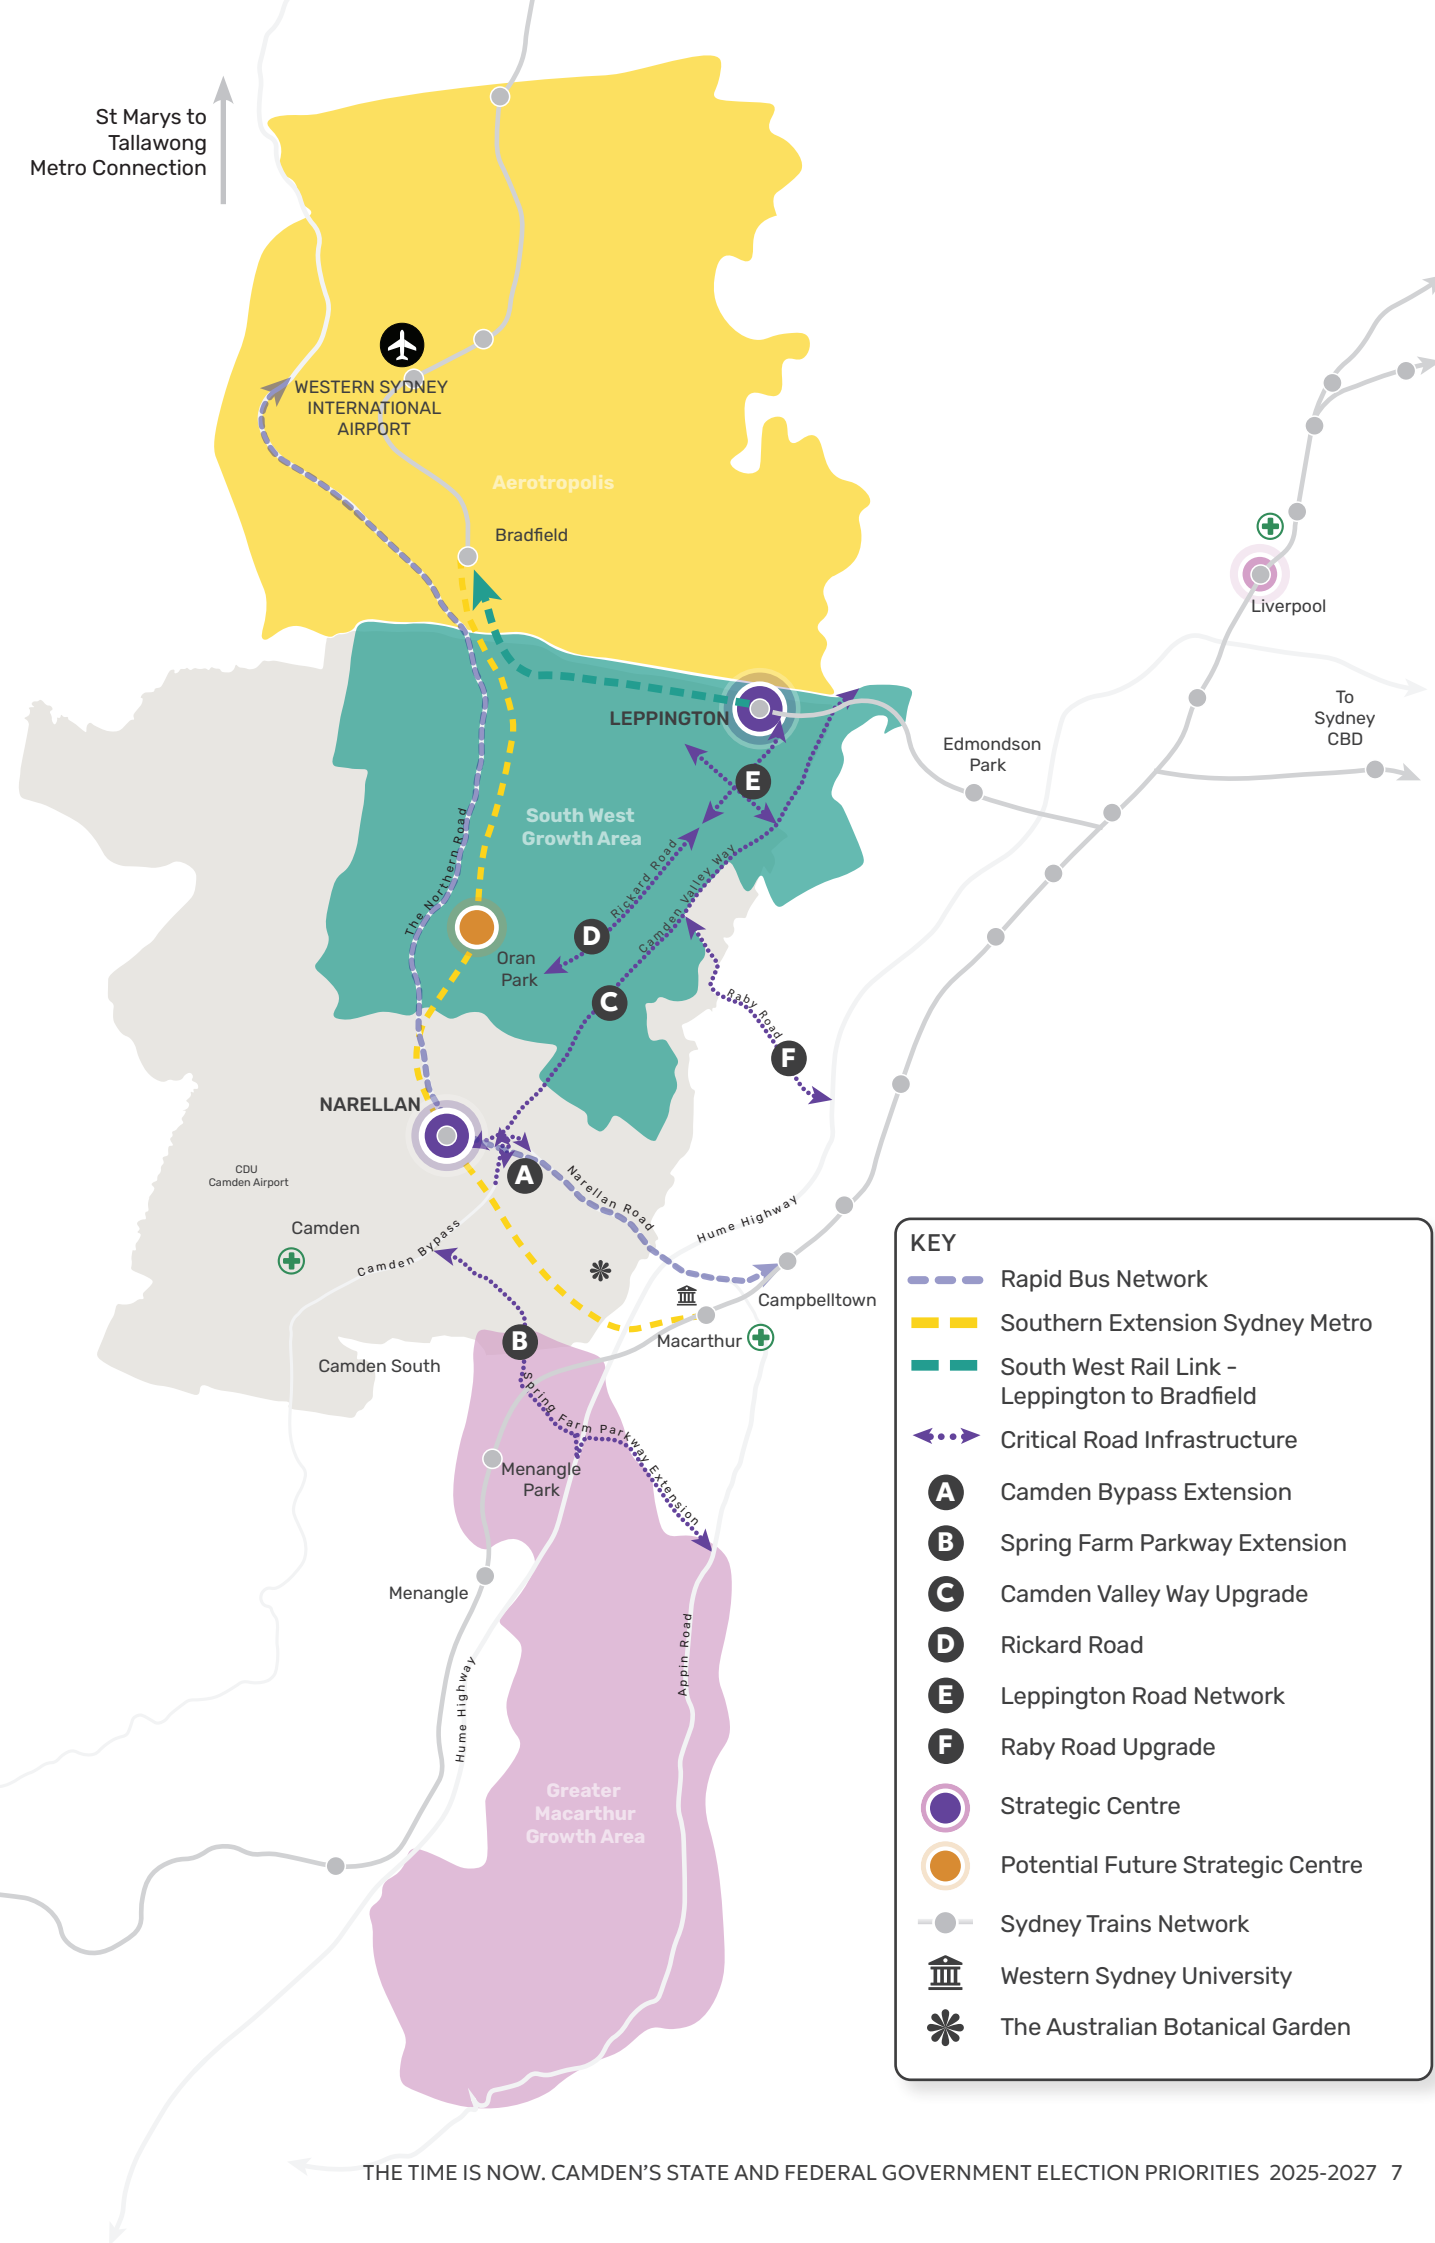 St Marys to
Tallawong
Metro Connection
WESTERN SYDNEY
INTERNATIONAL
AIRPORT
Aerotropolis
Bradfield
Liverpool
To
Sydney
CBD
LEPPINGTON
Edmondson
Park
South West
Growth Area
The Northern Road
Rickard Road
Camden Valley Way
D
E
Oran
Park
C
Raby Road
F
NARELLAN
A
CDU
Camden Airport
Narellan Road
Hume Highway
Camden
Camden Bypass
Campbelltown
Macarthur
B
Camden South
Spring Farm Parkway Extension
Menangle
Park
Menangle
Hume Highway
Appin Road
Greater
Macarthur
Growth Area
KEY
Rapid Bus Network
Southern Extension Sydney Metro
South West Rail Link -
Leppington to Bradfield
Critical Road Infrastructure
A Camden Bypass Extension
B Spring Farm Parkway Extension
C Camden Valley Way Upgrade
D Rickard Road
E Leppington Road Network
F Raby Road Upgrade
Strategic Centre
Potential Future Strategic Centre
Sydney Trains Network
Western Sydney University
The Australian Botanical Garden
THE TIME IS NOW. CAMDEN'S STATE AND FEDERAL GOVERNMENT ELECTION PRIORITIES 2025-2027 7